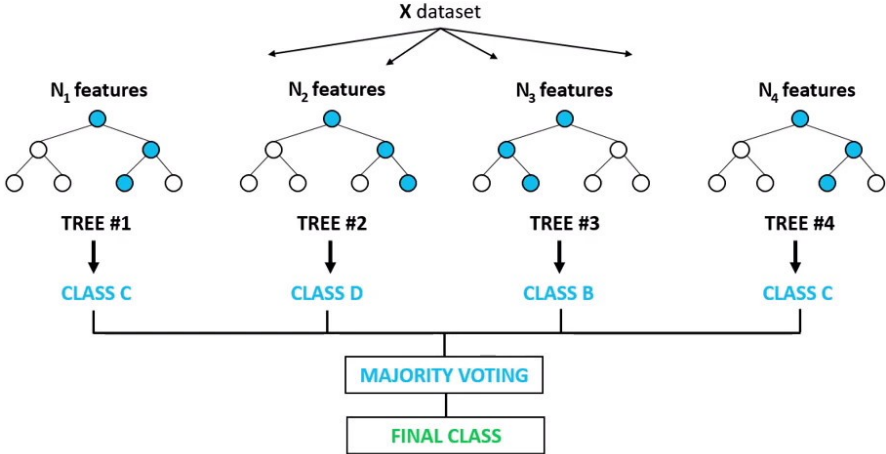 X dataset
N1 features N2 features N3 features N4 features
TREE #1 TREE #2 TREE #3 TREE #4
CLASS C CLASS D CLASS B CLASS C
MAJORITY VOTING
FINAL CLASS